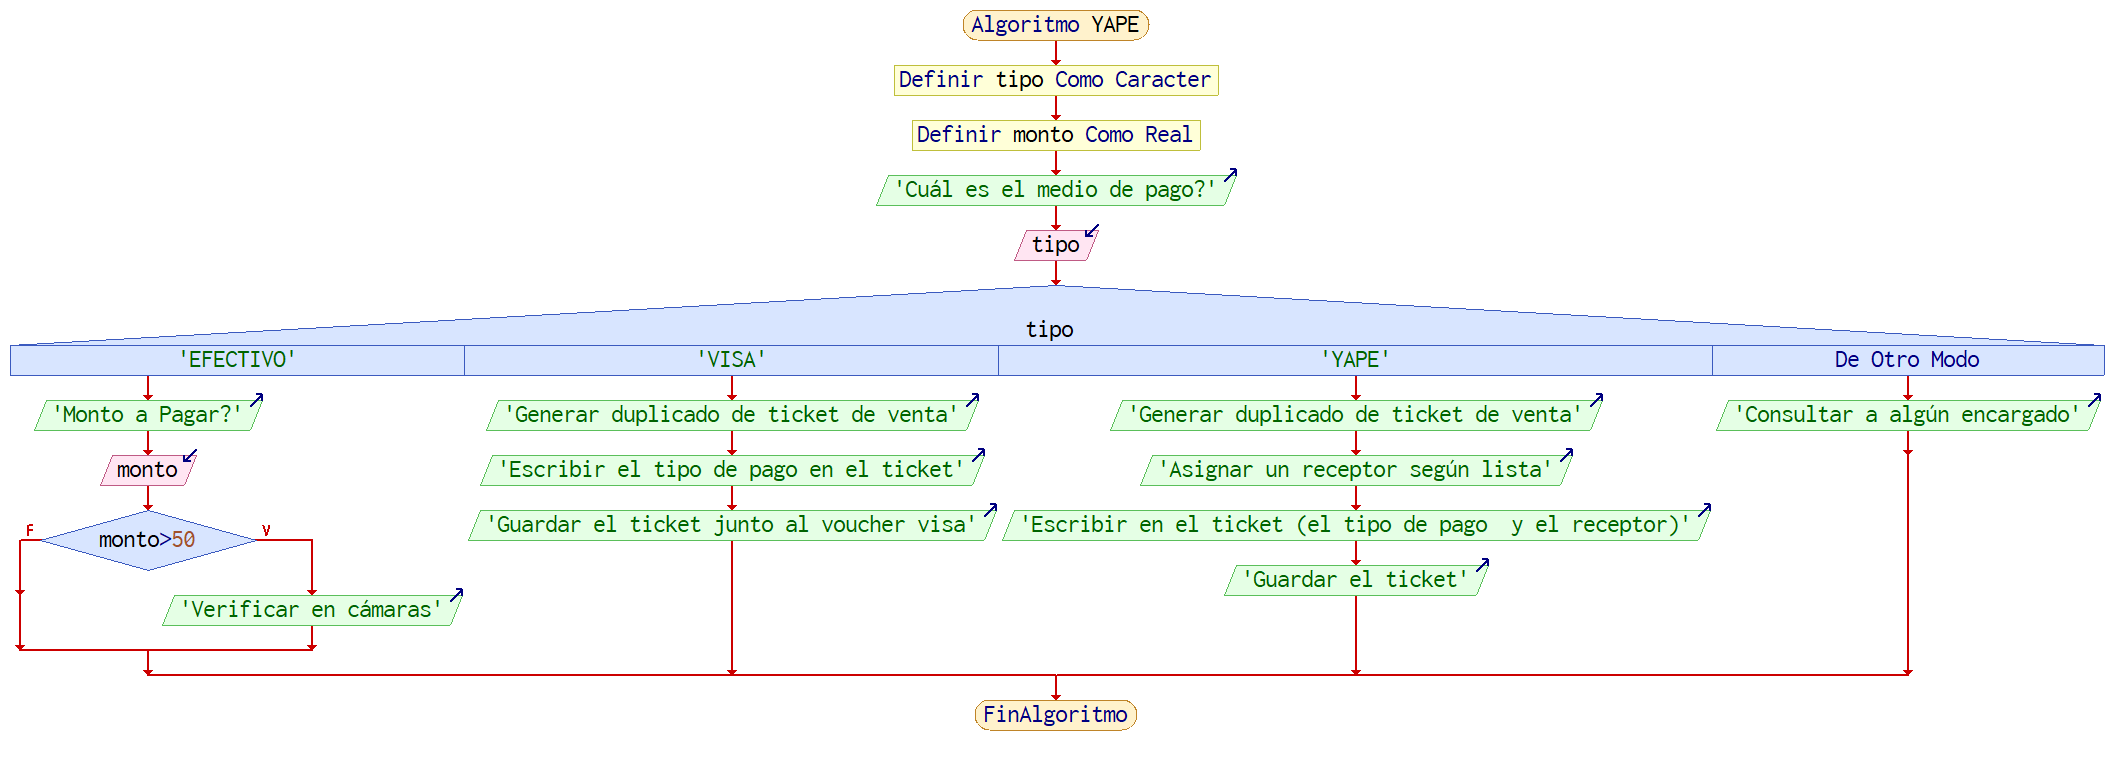 Algoritmo YAPE
Definir tipo Como Caracter
Definir monto Como Real
'Cuál es el medio de pago?'
tipo
tipo
'EFECTIVO'
'VISA'
'YAPE'
De Otro Modo
'Monto a Pagar?'
monto
monto>50
F
V
'Verificar en cámaras'
'Generar duplicado de ticket de venta'
'Escribir el tipo de pago en el ticket'
'Guardar el ticket junto al voucher visa'
'Generar duplicado de ticket de venta'
'Asignar un receptor según lista'
'Escribir en el ticket (el tipo de pago  y el receptor)'
'Guardar el ticket'
'Consultar a algún encargado'
FinAlgoritmo